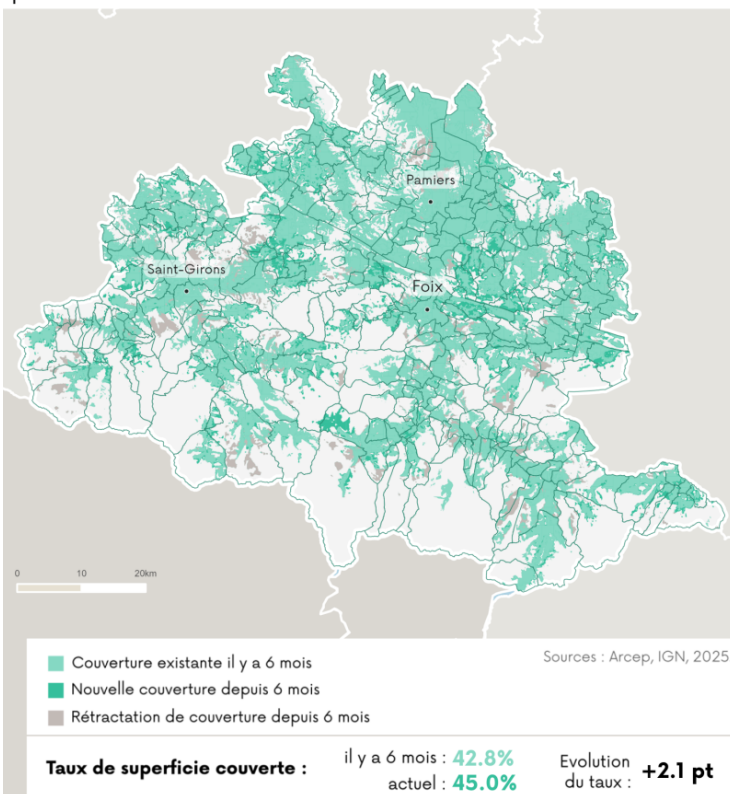 Pamiers
Saint-Girons
Foix
0 10 20km
Couverture existante il y a 6 mois
Sources : Arcep, IGN, 2025
Nouvelle couverture depuis 6 mois
Rétractation de couverture depuis 6 mois
Taux de superficie couverte :
il y a 6 mois : 42.8%
actuel : 45.0%
Evolution
du taux :
+2.1 pt